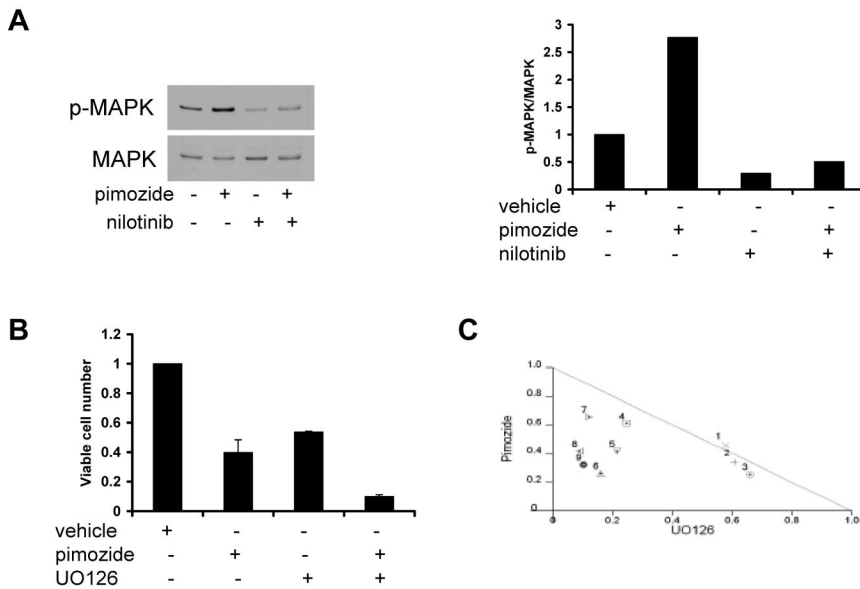 A
p-MAPK
MAPK
pimozide - + - +
nilotinib - - + +
p-MAPK/MAPK
3
2.5
2
1.5
1
0.5
0
vehicle + - - -
pimozide - + - +
nilotinib - - + +
B
Viable cell number
1.2
1
0.8
0.6
0.4
0.2
0
vehicle + - - -
pimozide - + - +
UO126 - - + +
C
Pimozide
1.0
0.8
0.6
0.4
0.2
0
7
4
1
8
5
2
9
6
3
0 0.2 0.4 0.6 0.8 1.0
UO126